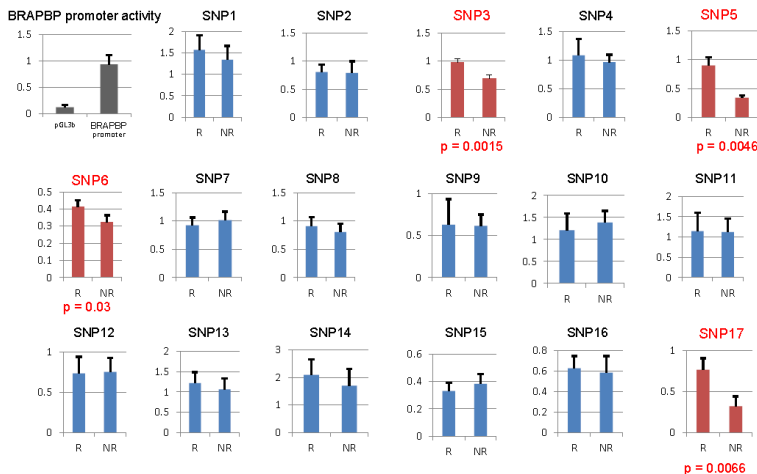 BRAPBP promoter activity
1.5
1
0.5
0
pGL3b
BRAPBP promoter
SNP1
2
1.5
1
0.5
0
R NR
SNP2
1.5
1
0.5
0
R NR
SNP3
1.5
1
0.5
0
R NR
p = 0.0015
SNP4
1.5
1
0.5
0
R NR
SNP5
1.5
1
0.5
0
R NR
p = 0.0046
SNP6
0.5
0.4
0.3
0.2
0.1
0
R NR
p = 0.03
SNP7
1.5
1
0.5
0
R NR
SNP8
1.5
1
0.5
0
R NR
SNP9
1
0.5
0
R NR
SNP10
2
1.5
1
0.5
0
R NR
SNP11
2
1.5
1
0.5
0
R NR
SNP12
1
0.5
0
R NR
SNP13
2
1.5
1
0.5
0
R NR
SNP14
3
2
1
0
R NR
SNP15
0.6
0.4
0.2
0
R NR
SNP16
0.8
0.6
0.4
0.2
0
R NR
SNP17
1
0.5
0
R NR
p = 0.0066